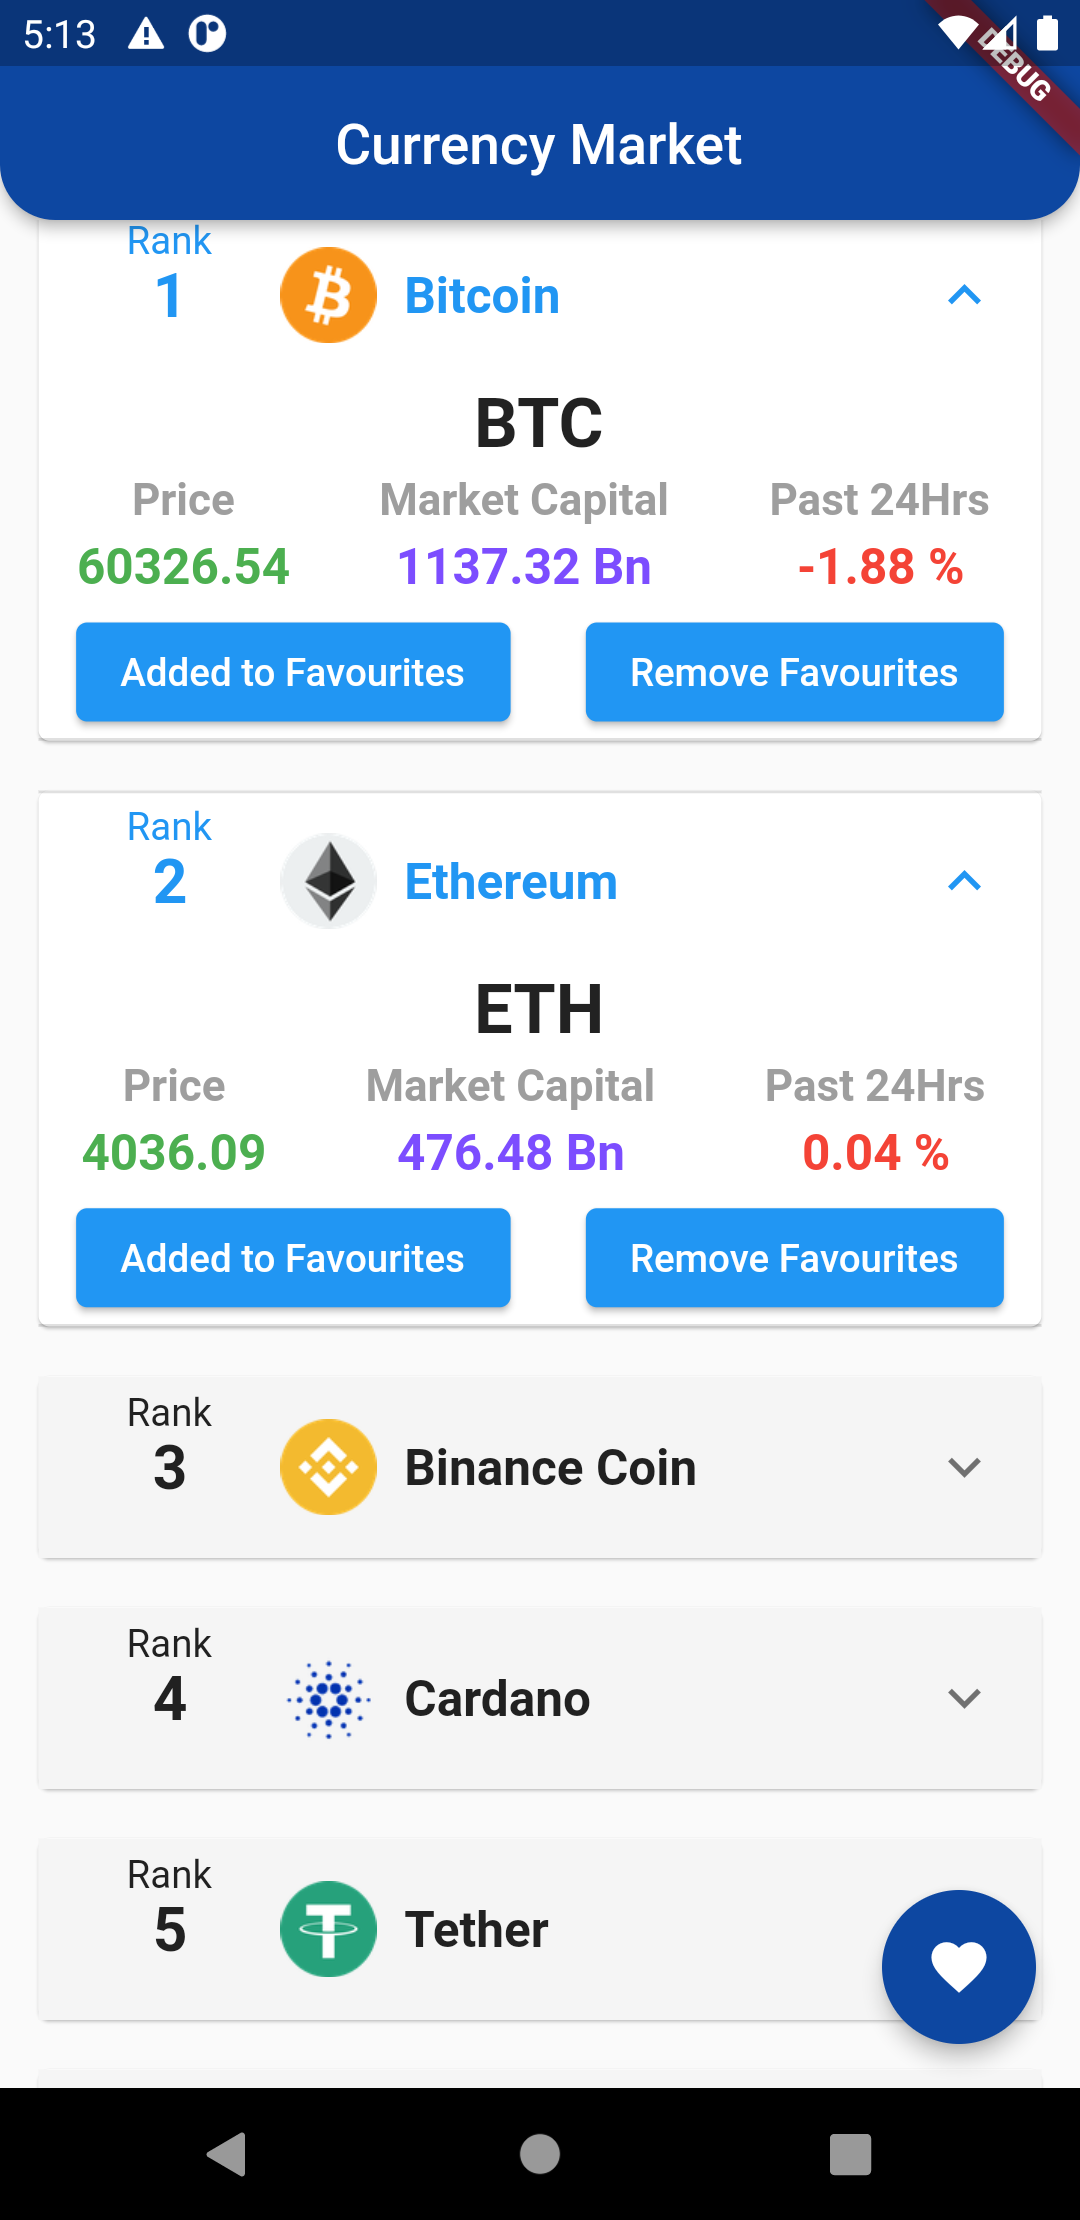 5:13
DEBUG
Currency Market
Rank
1
Bitcoin
BTC
Price Market Capital Past 24Hrs
60326.54 1137.32 Bn -1.88 %
Added to Favourites Remove Favourites
Rank
2
Ethereum
ETH
Price Market Capital Past 24Hrs
4036.09 476.48 Bn 0.04 %
Added to Favourites Remove Favourites
Rank
3
Binance Coin
Rank
4
Cardano
Rank
5
Tether